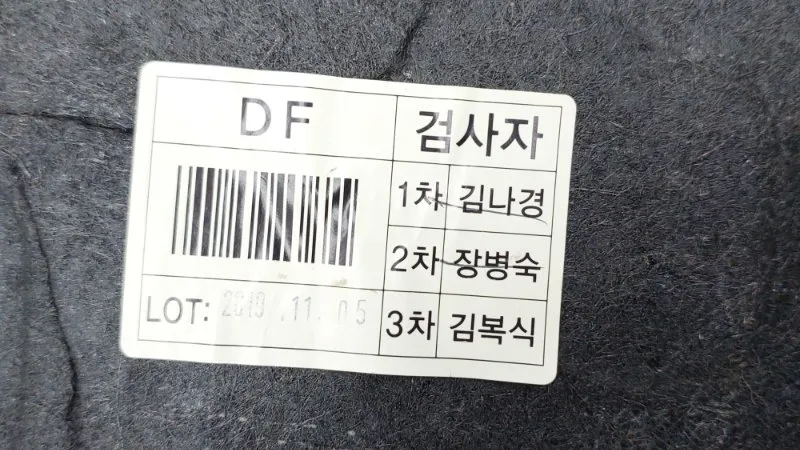 DF
검사자
1차 김나경
2차 장병숙
LOT: 2019 .11. 05
3차 김복식